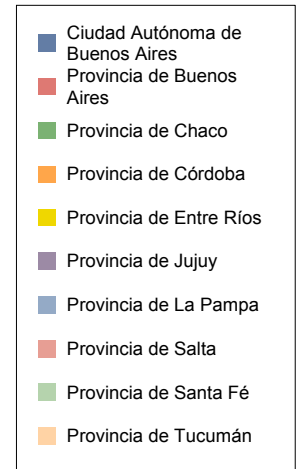 Ciudad Autónoma de
Buenos Aires
Provincia de Buenos
Aires
Provincia de Chaco
Provincia de Córdoba
Provincia de Entre Ríos
Provincia de Jujuy
Provincia de La Pampa
Provincia de Salta
Provincia de Santa Fé
Provincia de Tucumán